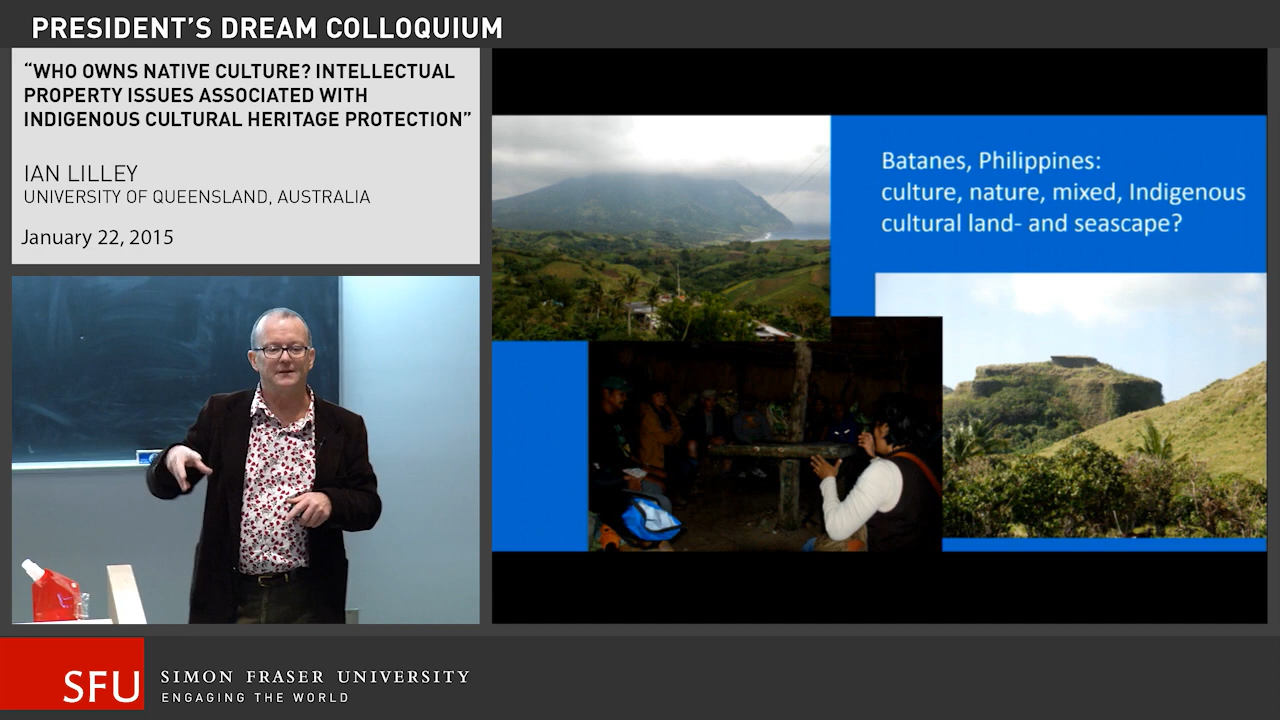 PRESIDENT'S DREAM COLLOQUIUM
“WHO OWNS NATIVE CULTURE? INTELLECTUAL
PROPERTY ISSUES ASSOCIATED WITH
INDIGENOUS CULTURAL HERITAGE PROTECTION”
IAN LILLEY
UNIVERSITY OF QUEENSLAND, AUSTRALIA
January 22, 2015
Batanes, Philippines:
culture, nature, mixed, Indigenous
cultural land- and seascape?
SFU
SIMON FRASER UNIVERSITY
ENGAGING THE WORLD